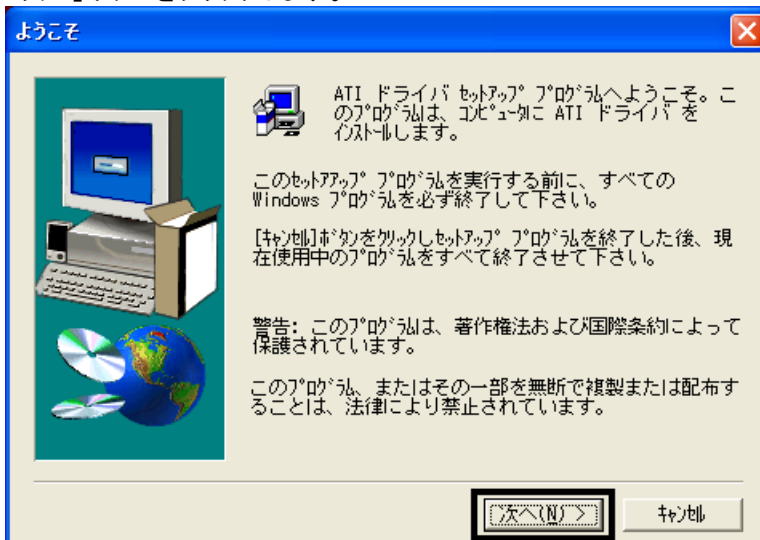 ようこそ
ATI ドライバ ｾｯﾄｱｯﾌﾟ ﾌﾟﾛｸﾞﾗﾑへようこそ。こ
のﾌﾟﾛｸﾞﾗﾑは、ｺﾝﾋﾟｭｰﾀに ATI ドライバ を
ｲﾝｽﾄｰﾙします。
このｾｯﾄｱｱｯﾌﾟ ﾌﾟﾛｸﾞﾗﾑを実行する前に、すべての
Windows ﾌﾟﾛｸﾞﾗﾑを必ず終了して下さい。
[ｷｬﾝｾﾙ]ﾎﾞﾀﾝをｸﾘｯｸしｾｯﾄｱｯﾌﾟ ﾌﾟﾛｸﾞﾗﾑを終了した後、現
在使用中のﾌﾟﾛｸﾞﾗﾑをすべて終了させて下さい。
警告: このﾌﾟﾛｸﾞﾗﾑは、著作権法および国際条約によって
保護されています。
このﾌﾟﾛｸﾞﾗﾑ、またはその一部を無断で複製または配布す
ることは、法律により禁止されています。
次へ(N) >
ｷｬﾝｾﾙ